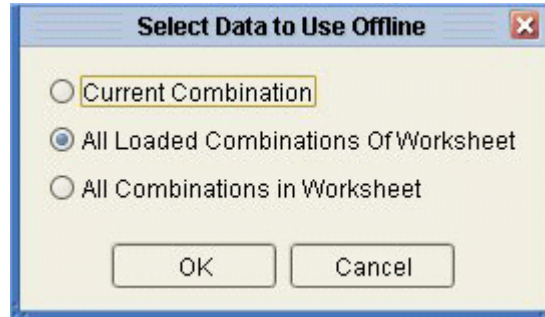 Select Data to Use Offline
Current Combination
All Loaded Combinations Of Worksheet
All Combinations in Worksheet
OK
Cancel